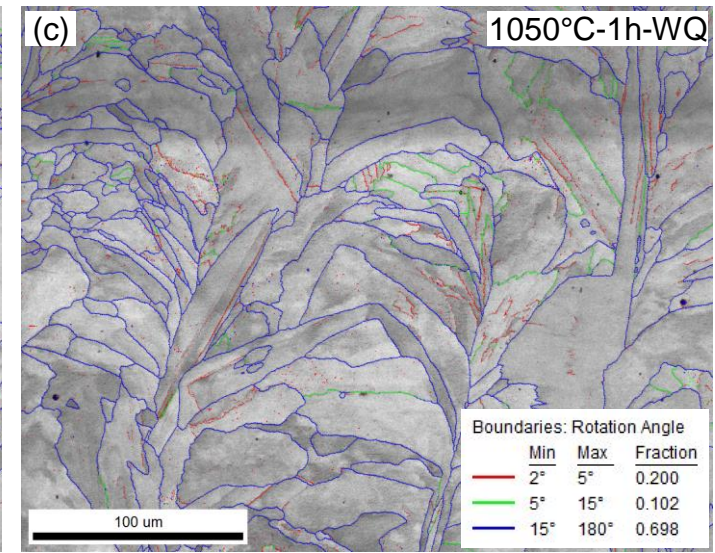 (c)
1050°C-1h-WQ
Boundaries: Rotation Angle
Min Max Fraction
2° 5° 0.200
5° 15° 0.102
15° 180° 0.698
100 um